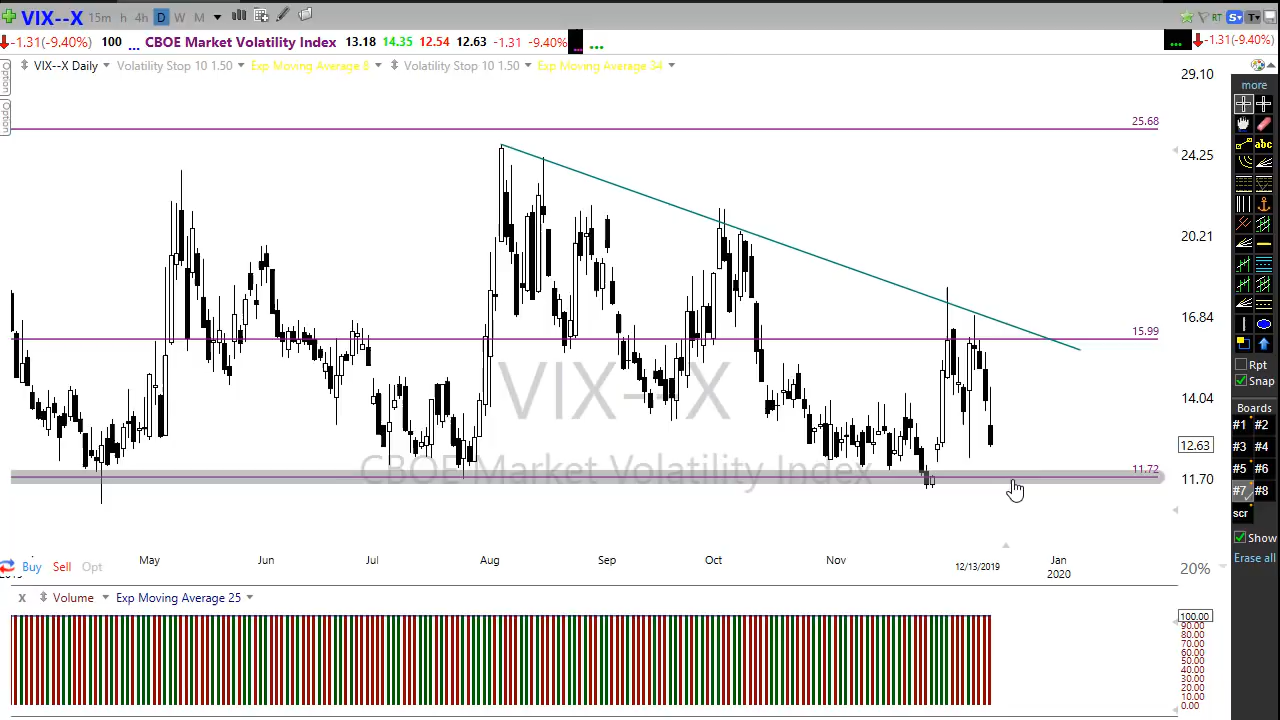 VIX--X 15m h 4h D W M
RT S T
-1.31(-9.40%) 100 ... CBOE Market Volatility Index 13.18 14.35 12.54 12.63 -1.31 -9.40% ... ... -1.31(-9.40%)
VIX--X Daily Volatility Stop 10 1.50 Exp Moving Average 8 Volatility Stop 10 1.50 Exp Moving Average 34
Option
Option
29.10
25.68
24.25
20.21
16.84
15.99
14.04
12.63
11.72
11.70
VIX--X
CBOE Market Volatility Index
May Jun Jul Aug Sep Oct Nov 12/13/2019 Jan
2020
Buy Sell Opt
20%
X Volume Exp Moving Average 25
100.00
90.00
80.00
70.00
60.00
50.00
40.00
30.00
20.00
10.00
0.00
more
abc
Rpt
Snap
Boards
#1 #2
#3 #4
#5 #6
#7 #8
scr
Show
Erase all